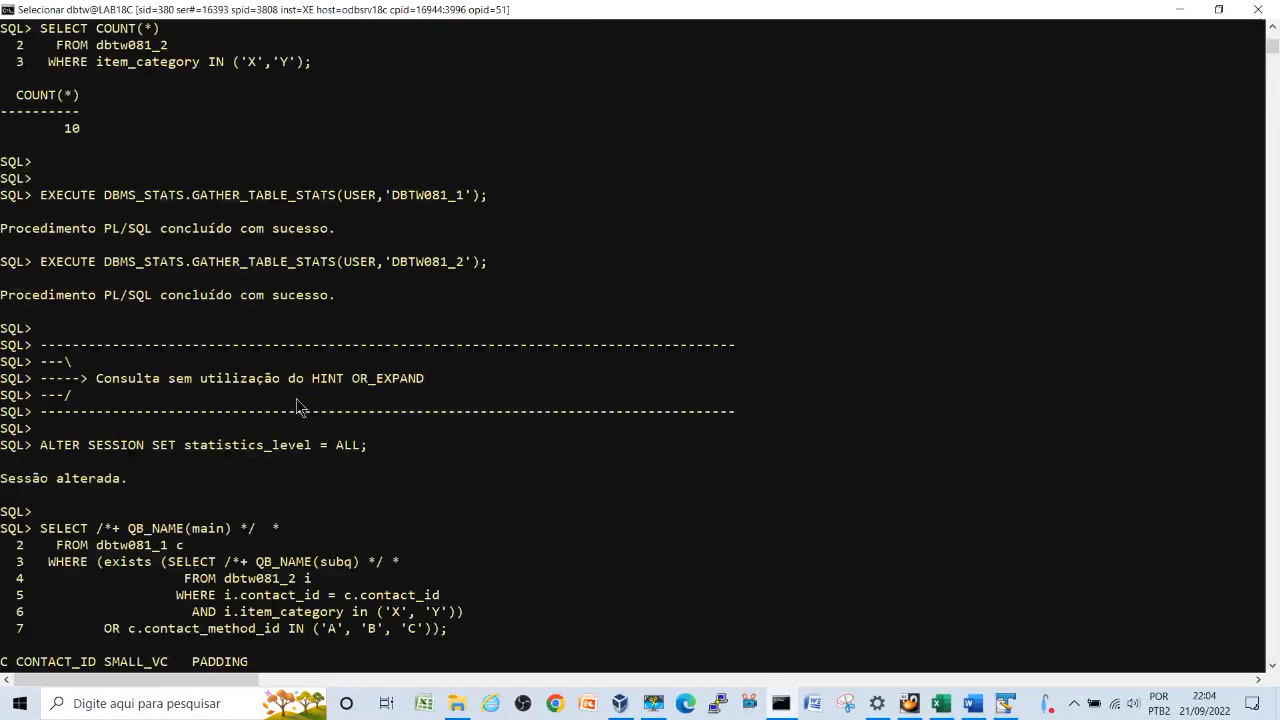 Selecionar dbtw@LAB18C [sid=380 ser#=16393 spid=3808 inst=XE host=odbsrv18c cpid=16944:3996 opid=51]
SQL> SELECT COUNT(*)
  2    FROM dbtw081_2
  3   WHERE item_category IN ('X','Y');
  COUNT(*)
----------
        10
SQL>
SQL>
SQL> EXECUTE DBMS_STATS.GATHER_TABLE_STATS(USER,'DBTW081_1');
Procedimento PL/SQL concluído com sucesso.
SQL> EXECUTE DBMS_STATS.GATHER_TABLE_STATS(USER,'DBTW081_2');
Procedimento PL/SQL concluído com sucesso.
SQL>
SQL> ---------------------------------------------------------------------------------------
SQL> ---\
SQL> -----> Consulta sem utilização do HINT OR_EXPAND
SQL> ---/
SQL> ---------------------------------------------------------------------------------------
SQL>
SQL> ALTER SESSION SET statistics_level = ALL;
Sessão alterada.
SQL>
SQL> SELECT /*+ QB_NAME(main) */  *
  2    FROM dbtw081_1 c
  3   WHERE (exists (SELECT /*+ QB_NAME(subq) */ *
  4                    FROM dbtw081_2 i
  5                   WHERE i.contact_id = c.contact_id
  6                     AND i.item_category in ('X', 'Y'))
  7          OR c.contact_method_id IN ('A', 'B', 'C'));
C CONTACT_ID SMALL_VC   PADDING
Digite aqui para pesquisar
POR
PTB2
22:04
21/09/2022